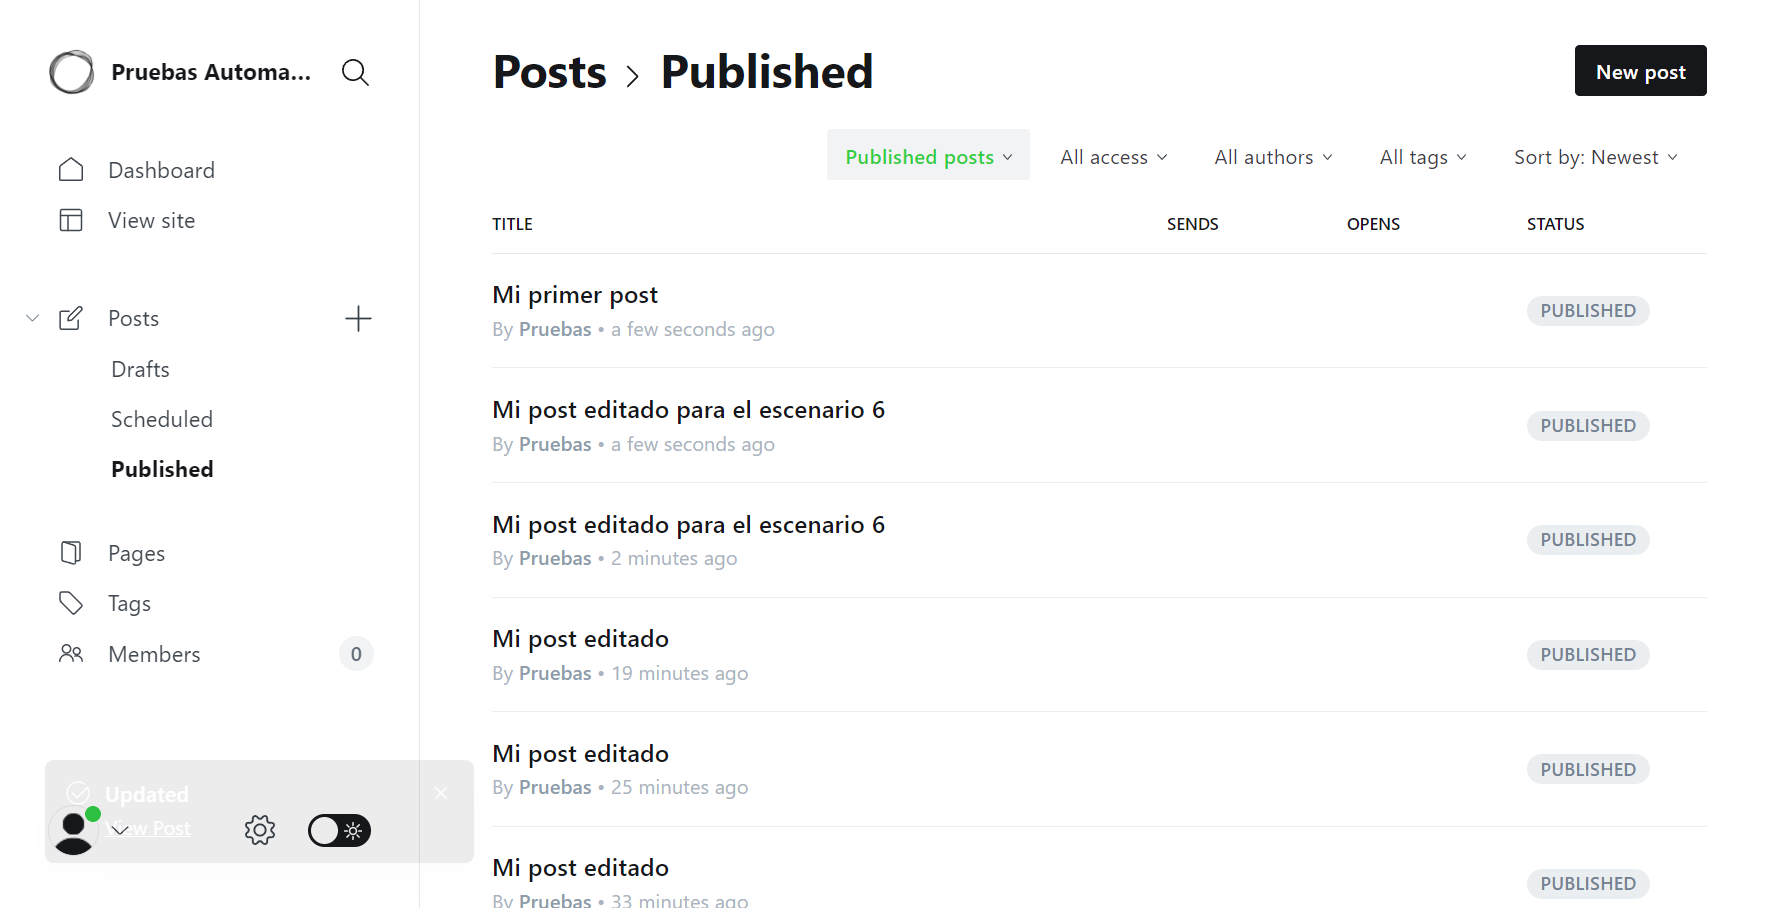 Pruebas Automa...
Dashboard
View site
Posts
Drafts
Scheduled
Published
Pages
Tags
Members 0
Updated
View Post
Posts > Published
New post
Published posts All access All authors All tags Sort by: Newest
TITLE SENDS OPENS STATUS
Mi primer post
By Pruebas • a few seconds ago
PUBLISHED
Mi post editado para el escenario 6
By Pruebas • a few seconds ago
PUBLISHED
Mi post editado para el escenario 6
By Pruebas • 2 minutes ago
PUBLISHED
Mi post editado
By Pruebas • 19 minutes ago
PUBLISHED
Mi post editado
By Pruebas • 25 minutes ago
PUBLISHED
Mi post editado
By Pruebas • 33 minutes ago
PUBLISHED